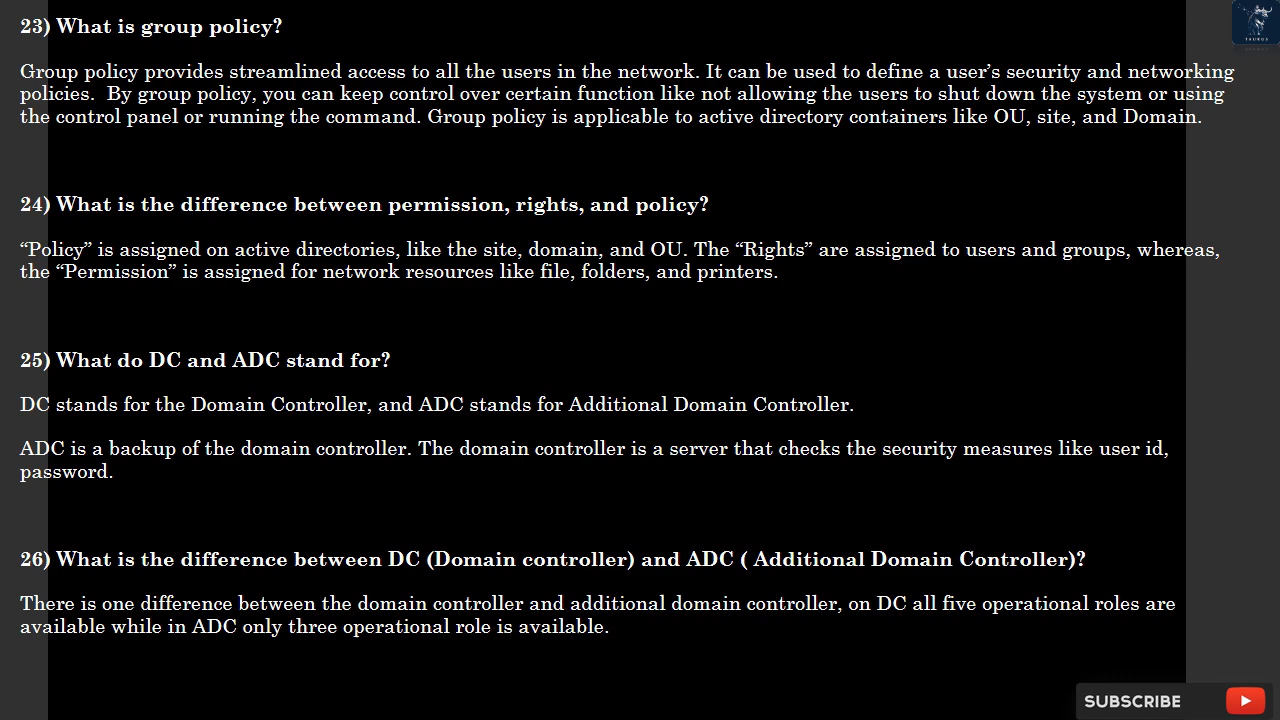 23) What is group policy?
Group policy provides streamlined access to all the users in the network. It can be used to define a user’s security and networking
policies.  By group policy, you can keep control over certain function like not allowing the users to shut down the system or using
the control panel or running the command. Group policy is applicable to active directory containers like OU, site, and Domain.
24) What is the difference between permission, rights, and policy?
“Policy” is assigned on active directories, like the site, domain, and OU. The “Rights” are assigned to users and groups, whereas,
the “Permission” is assigned for network resources like file, folders, and printers.
25) What do DC and ADC stand for?
DC stands for the Domain Controller, and ADC stands for Additional Domain Controller.
ADC is a backup of the domain controller. The domain controller is a server that checks the security measures like user id,
password.
26) What is the difference between DC (Domain controller) and ADC ( Additional Domain Controller)?
There is one difference between the domain controller and additional domain controller, on DC all five operational roles are
available while in ADC only three operational role is available.
TAURUS
SUBSCRIBE